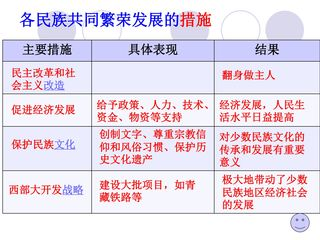 各民族共同繁荣发展的措施
主要措施 具体表现 结果
民主改革和社
会主义改造
翻身做主人
促进经济发展
给予政策、人力、技术、
资金、物资等支持
经济发展，人民生
活水平日益提高
保护民族文化
创制文字、尊重宗教信
仰和风俗习惯、保护历
史文化遗产
对少数民族文化的
传承和发展有重要
意义
西部大开发战略
建设大批项目，如青
藏铁路等
极大地带动了少数
民族地区经济社会
的发展